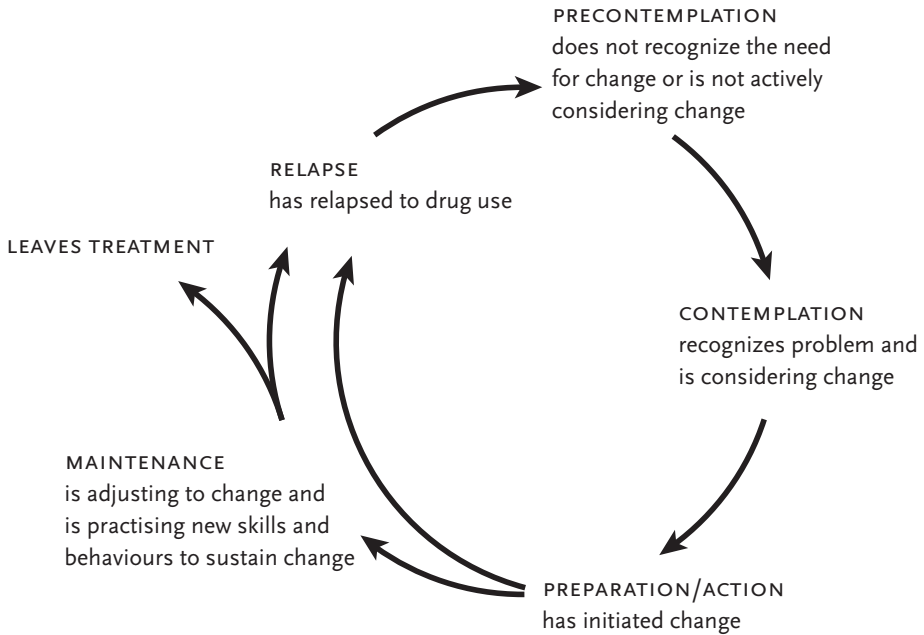 PRECONTEMPLATION
does not recognize the need
for change or is not actively
considering change
RELAPSE
has relapsed to drug use
LEAVES TREATMENT
CONTEMPLATION
recognizes problem and
is considering change
MAINTENANCE
is adjusting to change and
is practising new skills and
behaviours to sustain change
PREPARATION/ACTION
has initiated change